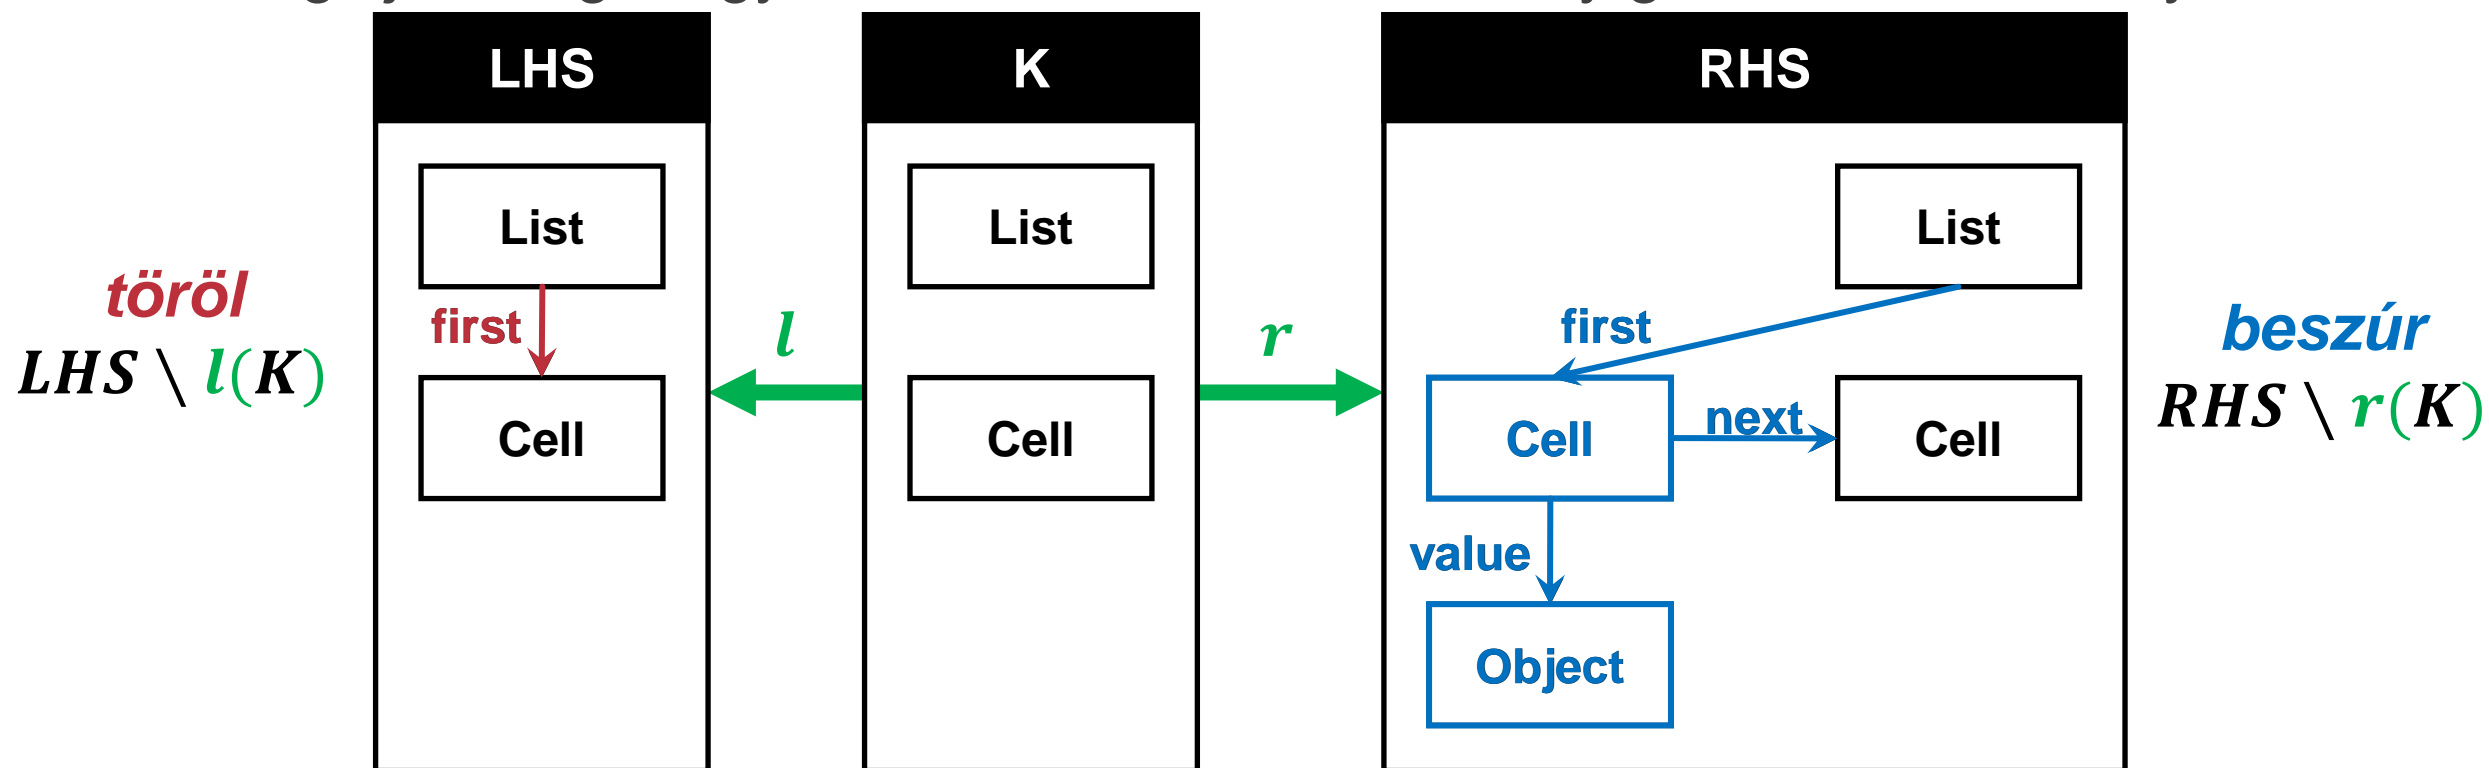 LHS
K
RHS
List
List
List
töröl
LHS \ l(K)
first
l
r
first
beszúr
RHS \ r(K)
Cell
Cell
Cell
next
Cell
value
Object